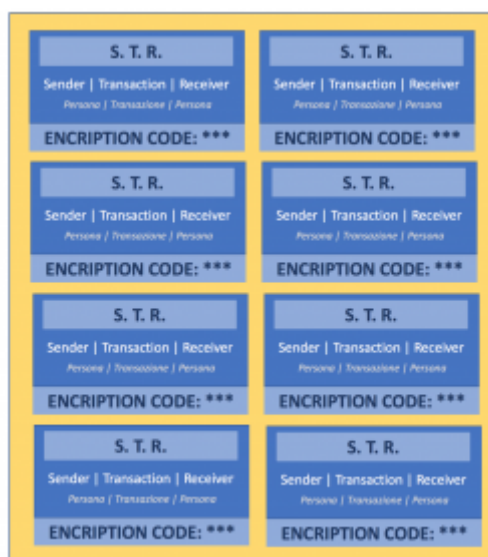 S. T. R.
Sender | Transaction | Receiver
Persona | Transazione | Persona
ENCRIPTION CODE: ***
S. T. R.
Sender | Transaction | Receiver
Persona | Transazione | Persona
ENCRIPTION CODE: ***
S. T. R.
Sender | Transaction | Receiver
Persona | Transazione | Persona
ENCRIPTION CODE: ***
S. T. R.
Sender | Transaction | Receiver
Persona | Transazione | Persona
ENCRIPTION CODE: ***
S. T. R.
Sender | Transaction | Receiver
Persona | Transazione | Persona
ENCRIPTION CODE: ***
S. T. R.
Sender | Transaction | Receiver
Persona | Transazione | Persona
ENCRIPTION CODE: ***
S. T. R.
Sender | Transaction | Receiver
Persona | Transazione | Persona
ENCRIPTION CODE: ***
S. T. R.
Sender | Transaction | Receiver
Persona | Transazione | Persona
ENCRIPTION CODE: ***